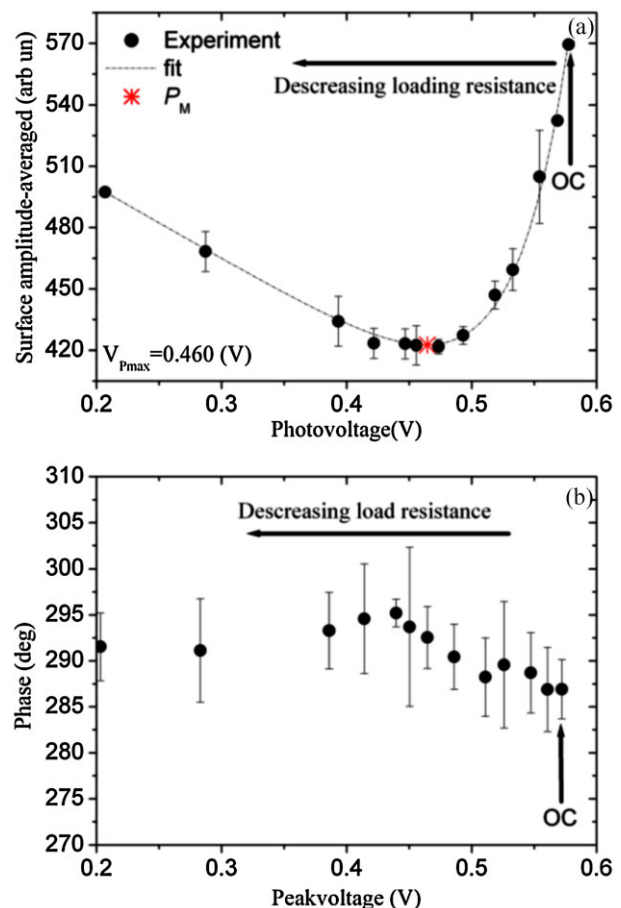 (a)
Experiment
fit
P_M
Descreasing loading resistance
OC
V_Pmax=0.460 (V)
Surface amplitude-averaged (arb un)
570
540
510
480
450
420
0.2 0.3 0.4 0.5 0.6
Photovoltage(V)
(b)
Descreasing load resistance
OC
Phase (deg)
310
305
300
295
290
285
280
275
270
0.2 0.3 0.4 0.5 0.6
Peakvoltage (V)